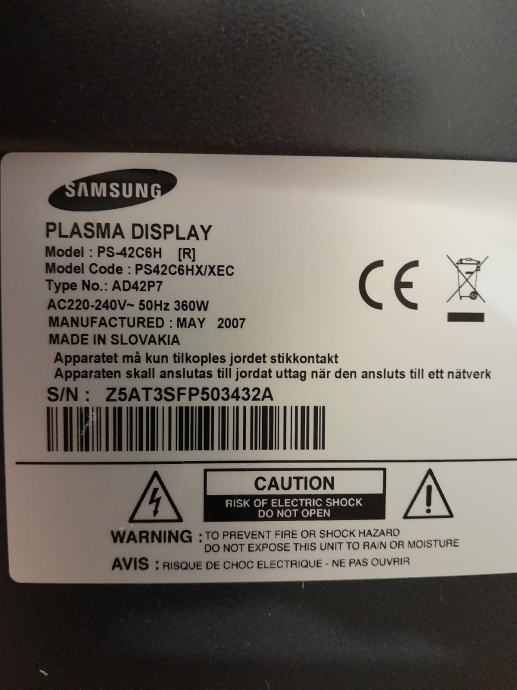 SAMSUNG
PLASMA DISPLAY
Model : PS-42C6H [R]
Model Code : PS42C6HX/XEC
Type No.: AD42P7
AC220-240V~ 50Hz 360W
MANUFACTURED : MAY 2007
MADE IN SLOVAKIA
Apparatet må kun tilkoples jordet stikkontakt
Apparaten skall anslutas till jordat uttag när den ansluts till ett nätverk
S/N : Z5AT3SFP503432A
CE
CAUTION
RISK OF ELECTRIC SHOCK
DO NOT OPEN
WARNING : TO PREVENT FIRE OR SHOCK HAZARD
DO NOT EXPOSE THIS UNIT TO RAIN OR MOISTURE
AVIS : RISQUE DE CHOC ELECTRIQUE - NE PAS OUVRIR